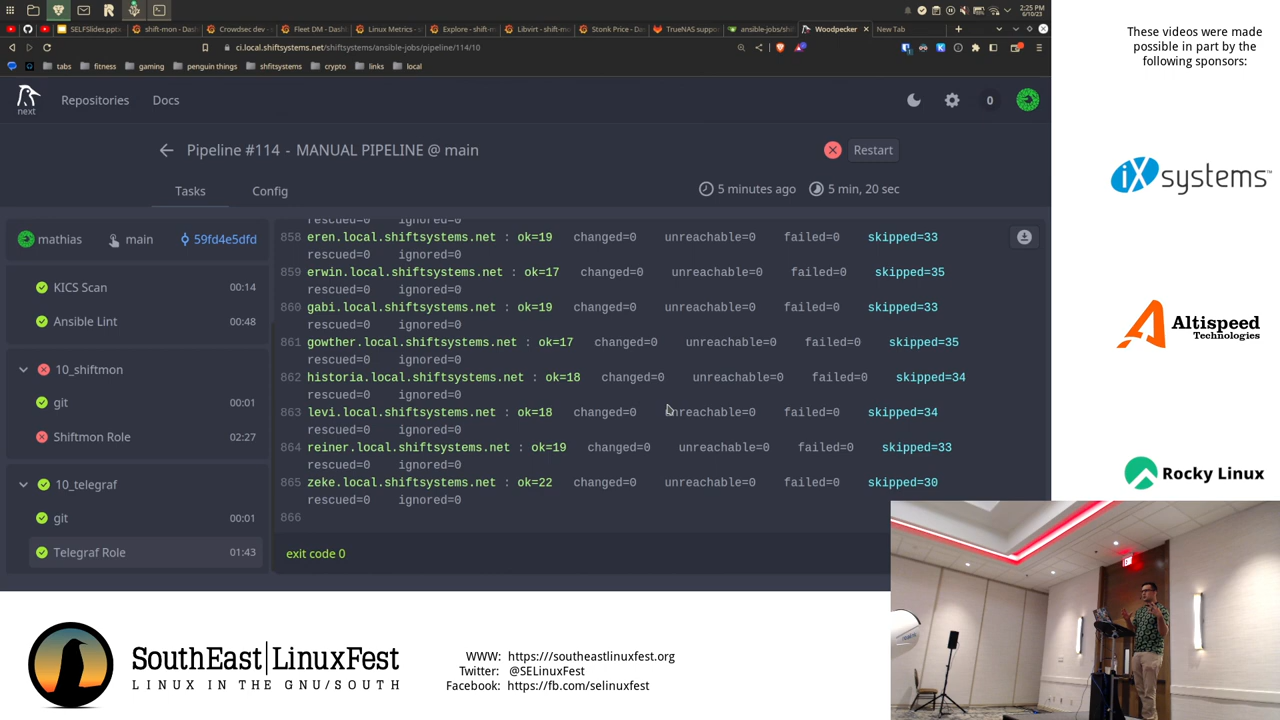 2:25 PM
6/10/23
SELFSlides.pptx
shift-mon - Dash
Crowdsec dev -
Fleet DM - Dash
Linux Metrics -
Explore - shift-m
Libvirt - shift-m
Stonk Price - Das
TrueNAS suppo
ansible-jobs/shi
Woodpecker
New Tab
ci.local.shiftsystems.net/shiftsystems/ansible-jobs/pipeline/114/10
tabs
fitness
gaming
penguin things
shfitsystems
crypto
links
local
next
Repositories
Docs
0
Pipeline #114 - MANUAL PIPELINE @ main
Restart
Tasks
Config
5 minutes ago
5 min, 20 sec
mathias
main
59fd4e5dfd
KICS Scan 00:14
Ansible Lint 00:48
10_shiftmon
git 00:01
Shiftmon Role 02:27
10_telegraf
git 00:01
Telegraf Role 01:43
rescued=0 ignored=0
858 eren.local.shiftsystems.net : ok=19 changed=0 unreachable=0 failed=0 skipped=33
rescued=0 ignored=0
859 erwin.local.shiftsystems.net : ok=17 changed=0 unreachable=0 failed=0 skipped=35
rescued=0 ignored=0
860 gabi.local.shiftsystems.net : ok=19 changed=0 unreachable=0 failed=0 skipped=33
rescued=0 ignored=0
861 gowther.local.shiftsystems.net : ok=17 changed=0 unreachable=0 failed=0 skipped=35
rescued=0 ignored=0
862 historia.local.shiftsystems.net : ok=18 changed=0 unreachable=0 failed=0 skipped=34
rescued=0 ignored=0
863 levi.local.shiftsystems.net : ok=18 changed=0 unreachable=0 failed=0 skipped=34
rescued=0 ignored=0
864 reiner.local.shiftsystems.net : ok=19 changed=0 unreachable=0 failed=0 skipped=33
rescued=0 ignored=0
865 zeke.local.shiftsystems.net : ok=22 changed=0 unreachable=0 failed=0 skipped=30
rescued=0 ignored=0
866
exit code 0
These videos were made
possible in part by the
following sponsors:
iXsystems™
Altispeed
Technologies
Rocky Linux
SouthEast|LinuxFest
LINUX IN THE GNU/SOUTH
WWW: https:///southeastlinuxfest.org
Twitter: @SELinuxFest
Facebook: https://fb.com/selinuxfest